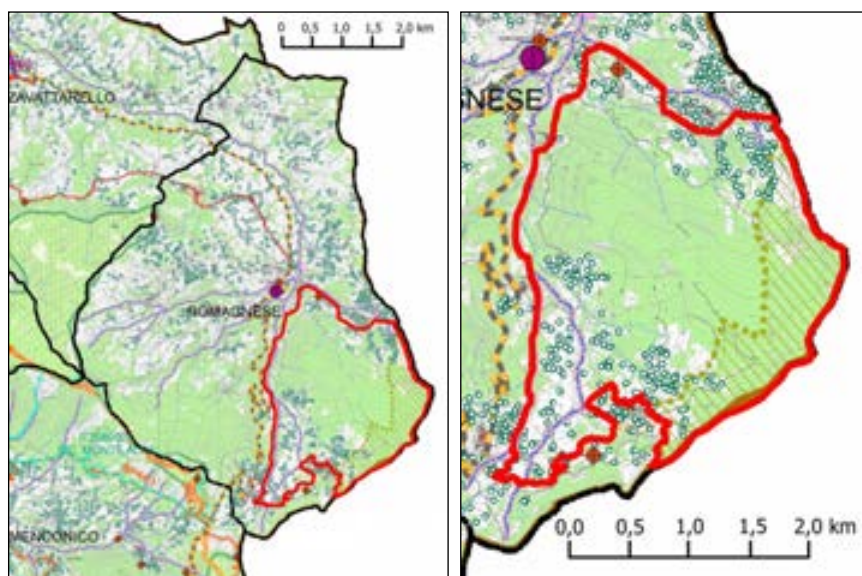 0 0,5 1,0 1,5 2,0 km
ZAVATTARELLO
ROMAGNESE
MENCONICO
GNESE
0,0 0,5 1,0 1,5 2,0 km